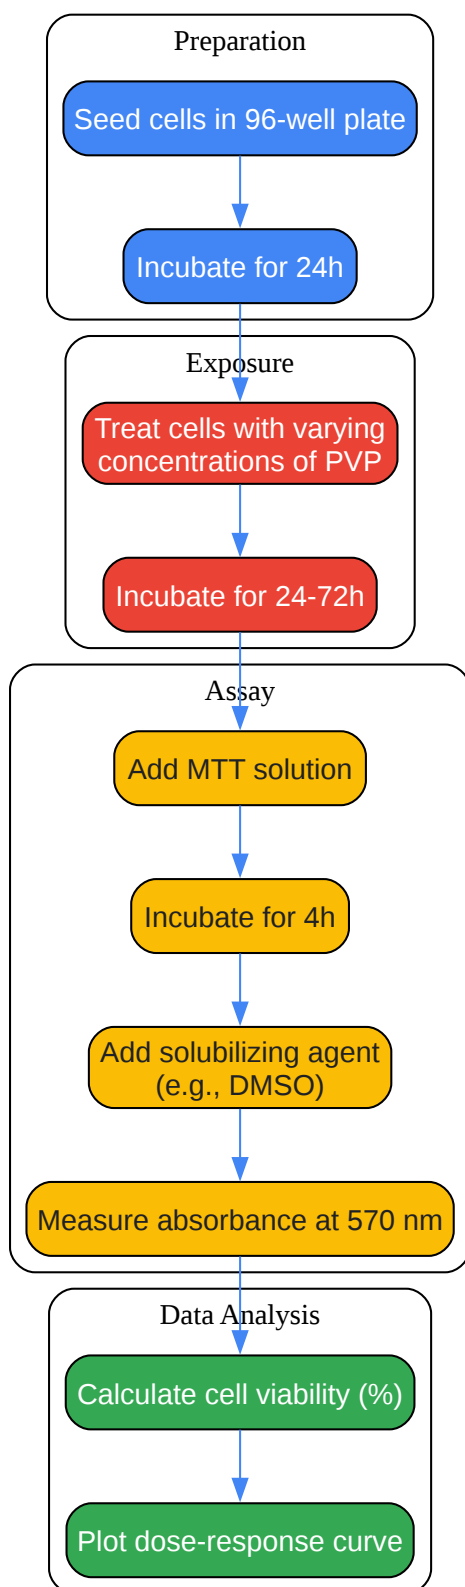 Preparation
Seed cells in 96-well plate
Incubate for 24h
Exposure
Treat cells with varying
concentrations of PVP
Incubate for 24-72h
Assay
Add MTT solution
Incubate for 4h
Add solubilizing agent
(e.g., DMSO)
Measure absorbance at 570 nm
Data Analysis
Calculate cell viability (%)
Plot dose-response curve